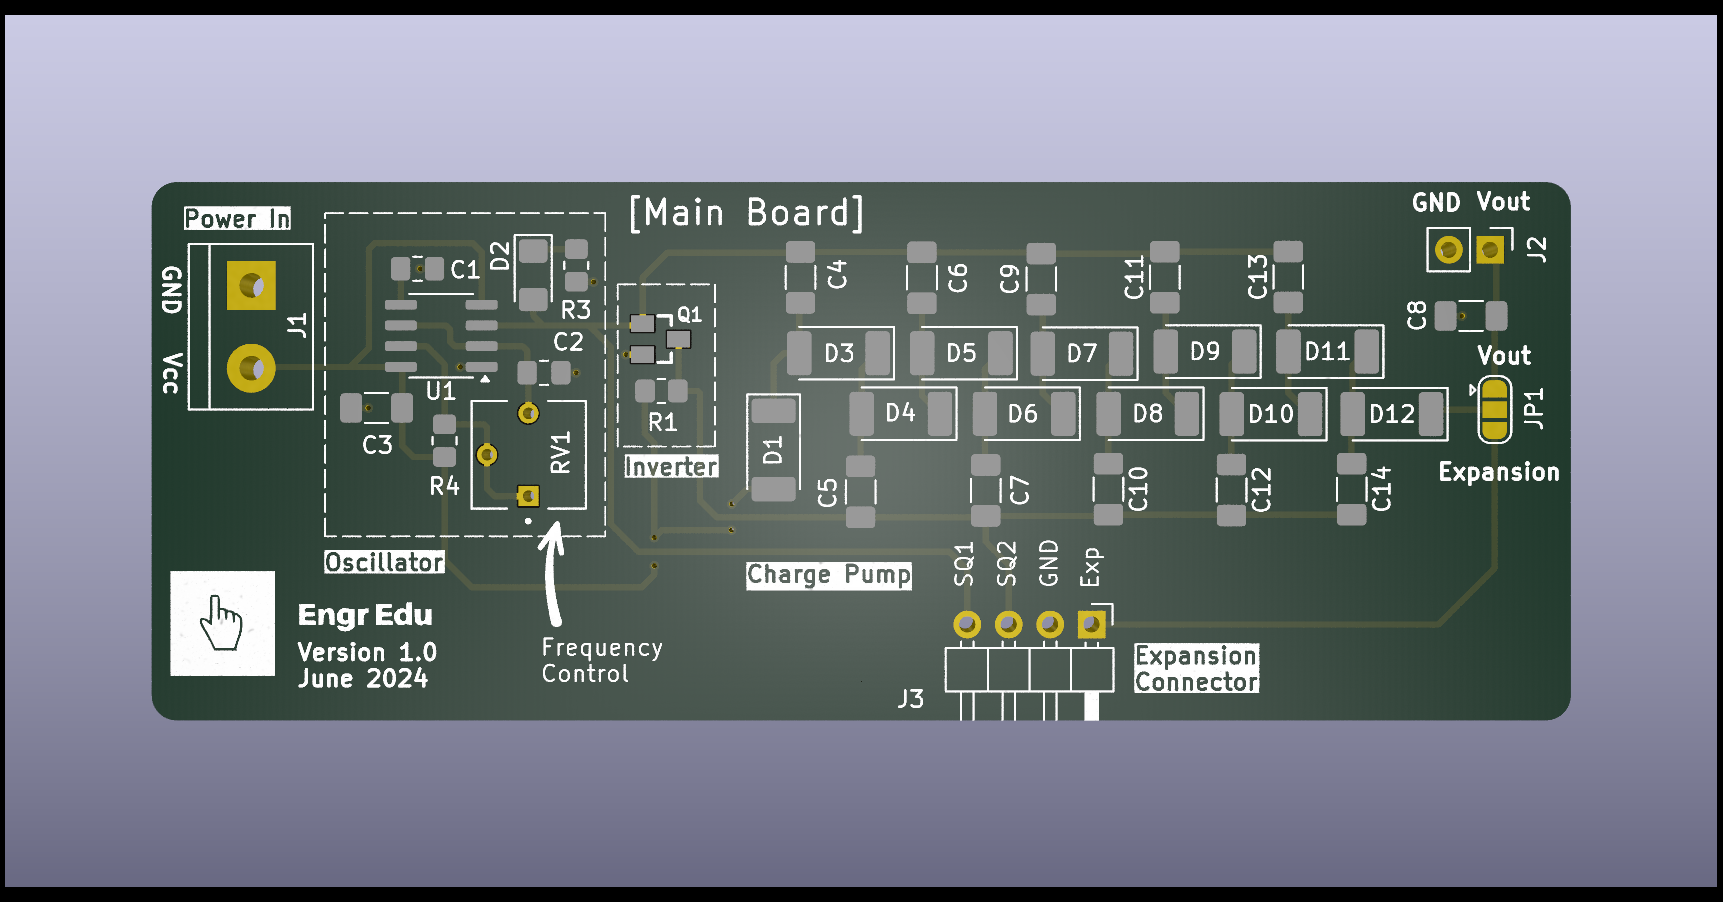 [Main Board]
Power in
GND
Vcc
J1
C1
D2
R3
C2
U1
C3
R4
RV1
Oscillator
Q1
R1
Inverter
C4
C6
C9
C11
C13
D3
D5
D7
D9
D11
D1
D4
D6
D8
D10
D12
C5
C7
C10
C12
C14
Charge Pump
GND Vout
J2
C8
Vout
JP1
Expansion
SQ1
SQ2
GND
Exp
J3
Expansion
Connector
Frequency
Control
Engr Edu
Version 1.0
June 2024